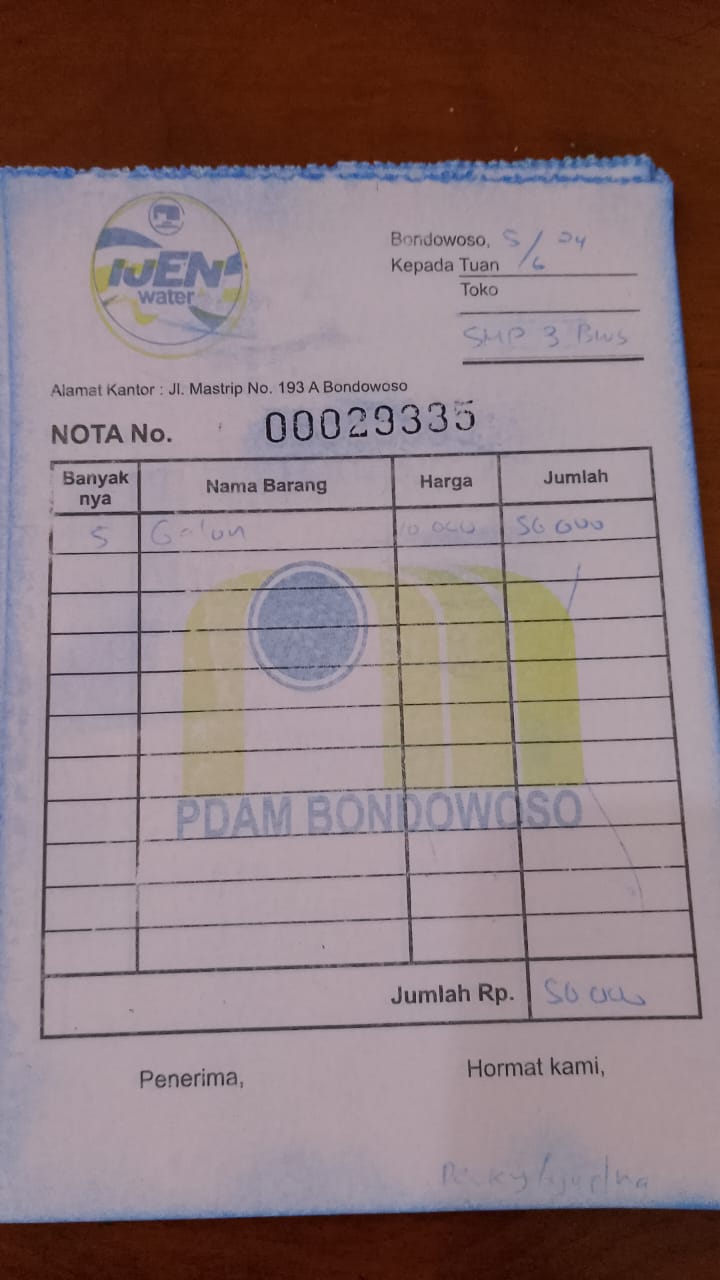 IJEN
water
Bondowoso, 5/6 24
Kepada Tuan
Toko
SMP 3 Bws
Alamat Kantor : Jl. Mastrip No. 193 A Bondowoso
NOTA No. 00029335
Banyak nya Nama Barang Harga Jumlah
5 Galon 10 000 50 000
PDAM BONDOWOSO
Jumlah Rp. 50 000
Penerima, Hormat kami,